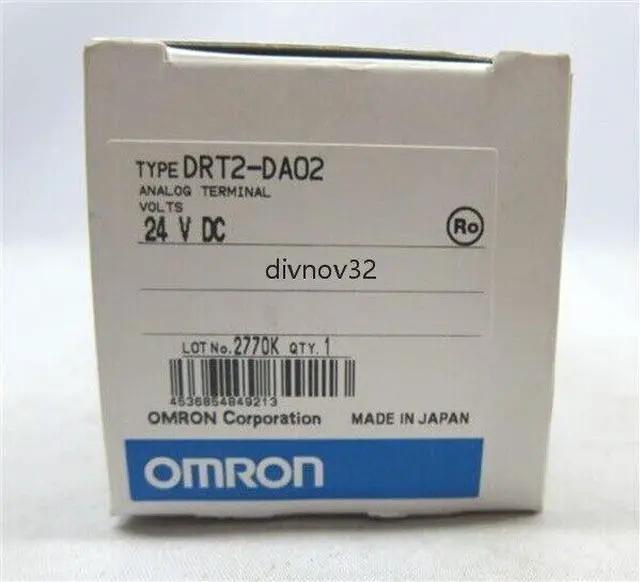 TYPE DRT2-DA02
ANALOG TERMINAL
VOLTS
24 V DC
Ro
divnov32
LOT No. 2770K QTY. 1
4536854849213
OMRON Corporation MADE IN JAPAN
OMRON